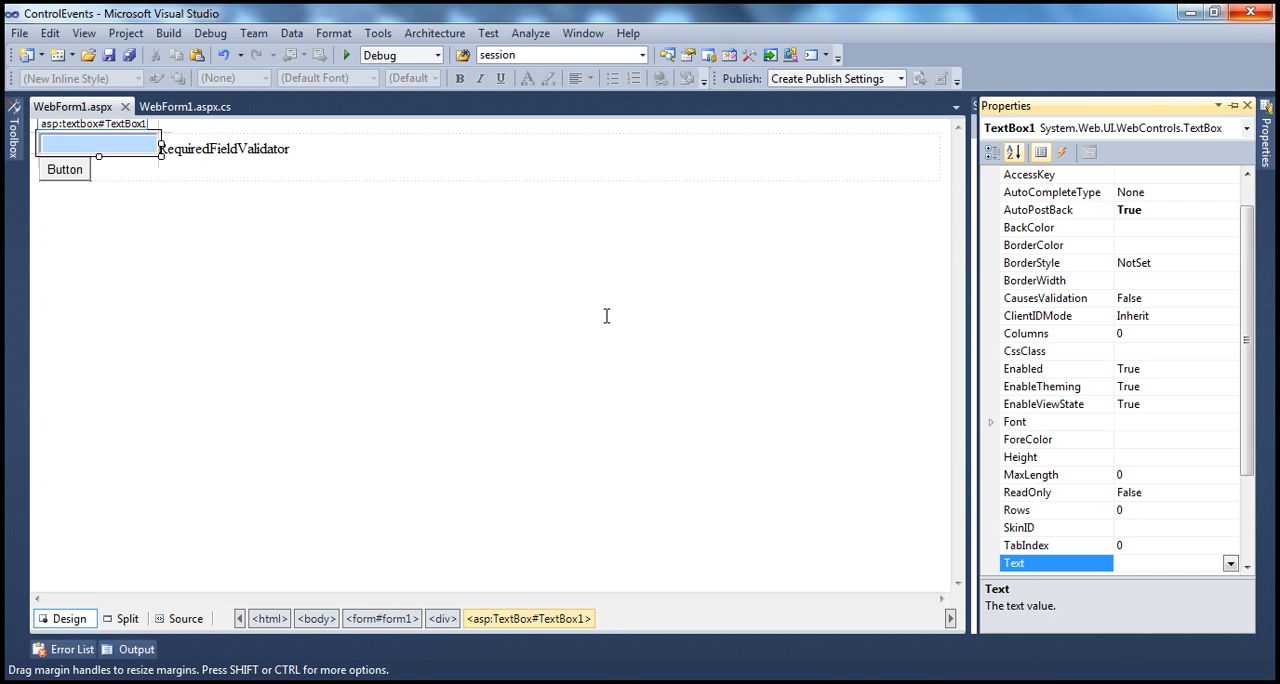 ControlEvents - Microsoft Visual Studio
File Edit View Project Build Debug Team Data Format Architecture Test Analyze Window Help
Debug session
(New Inline Style) (None) (Default Font) (Default B I U A Publish: Create Publish Settings
WebForm1.aspx WebForm1.aspx.cs
Toolbox
asp:textbox#TextBox1
RequiredFieldValidator
Button
Design Split Source <html> <body> <form#form1> <div> <asp:TextBox#TextBox1>
Properties
TextBox1 System.Web.UI.WebControls.TextBox
AccessKey
AutoCompleteType None
AutoPostBack True
BackColor
BorderColor
BorderStyle NotSet
BorderWidth
CausesValidation False
ClientIDMode Inherit
Columns 0
CssClass
Enabled True
EnableTheming True
EnableViewState True
Font
ForeColor
Height
MaxLength 0
ReadOnly False
Rows 0
SkinID
TabIndex 0
Text
Text
The text value.
Properties
Error List Output
Drag margin handles to resize margins. Press SHIFT or CTRL for more options.